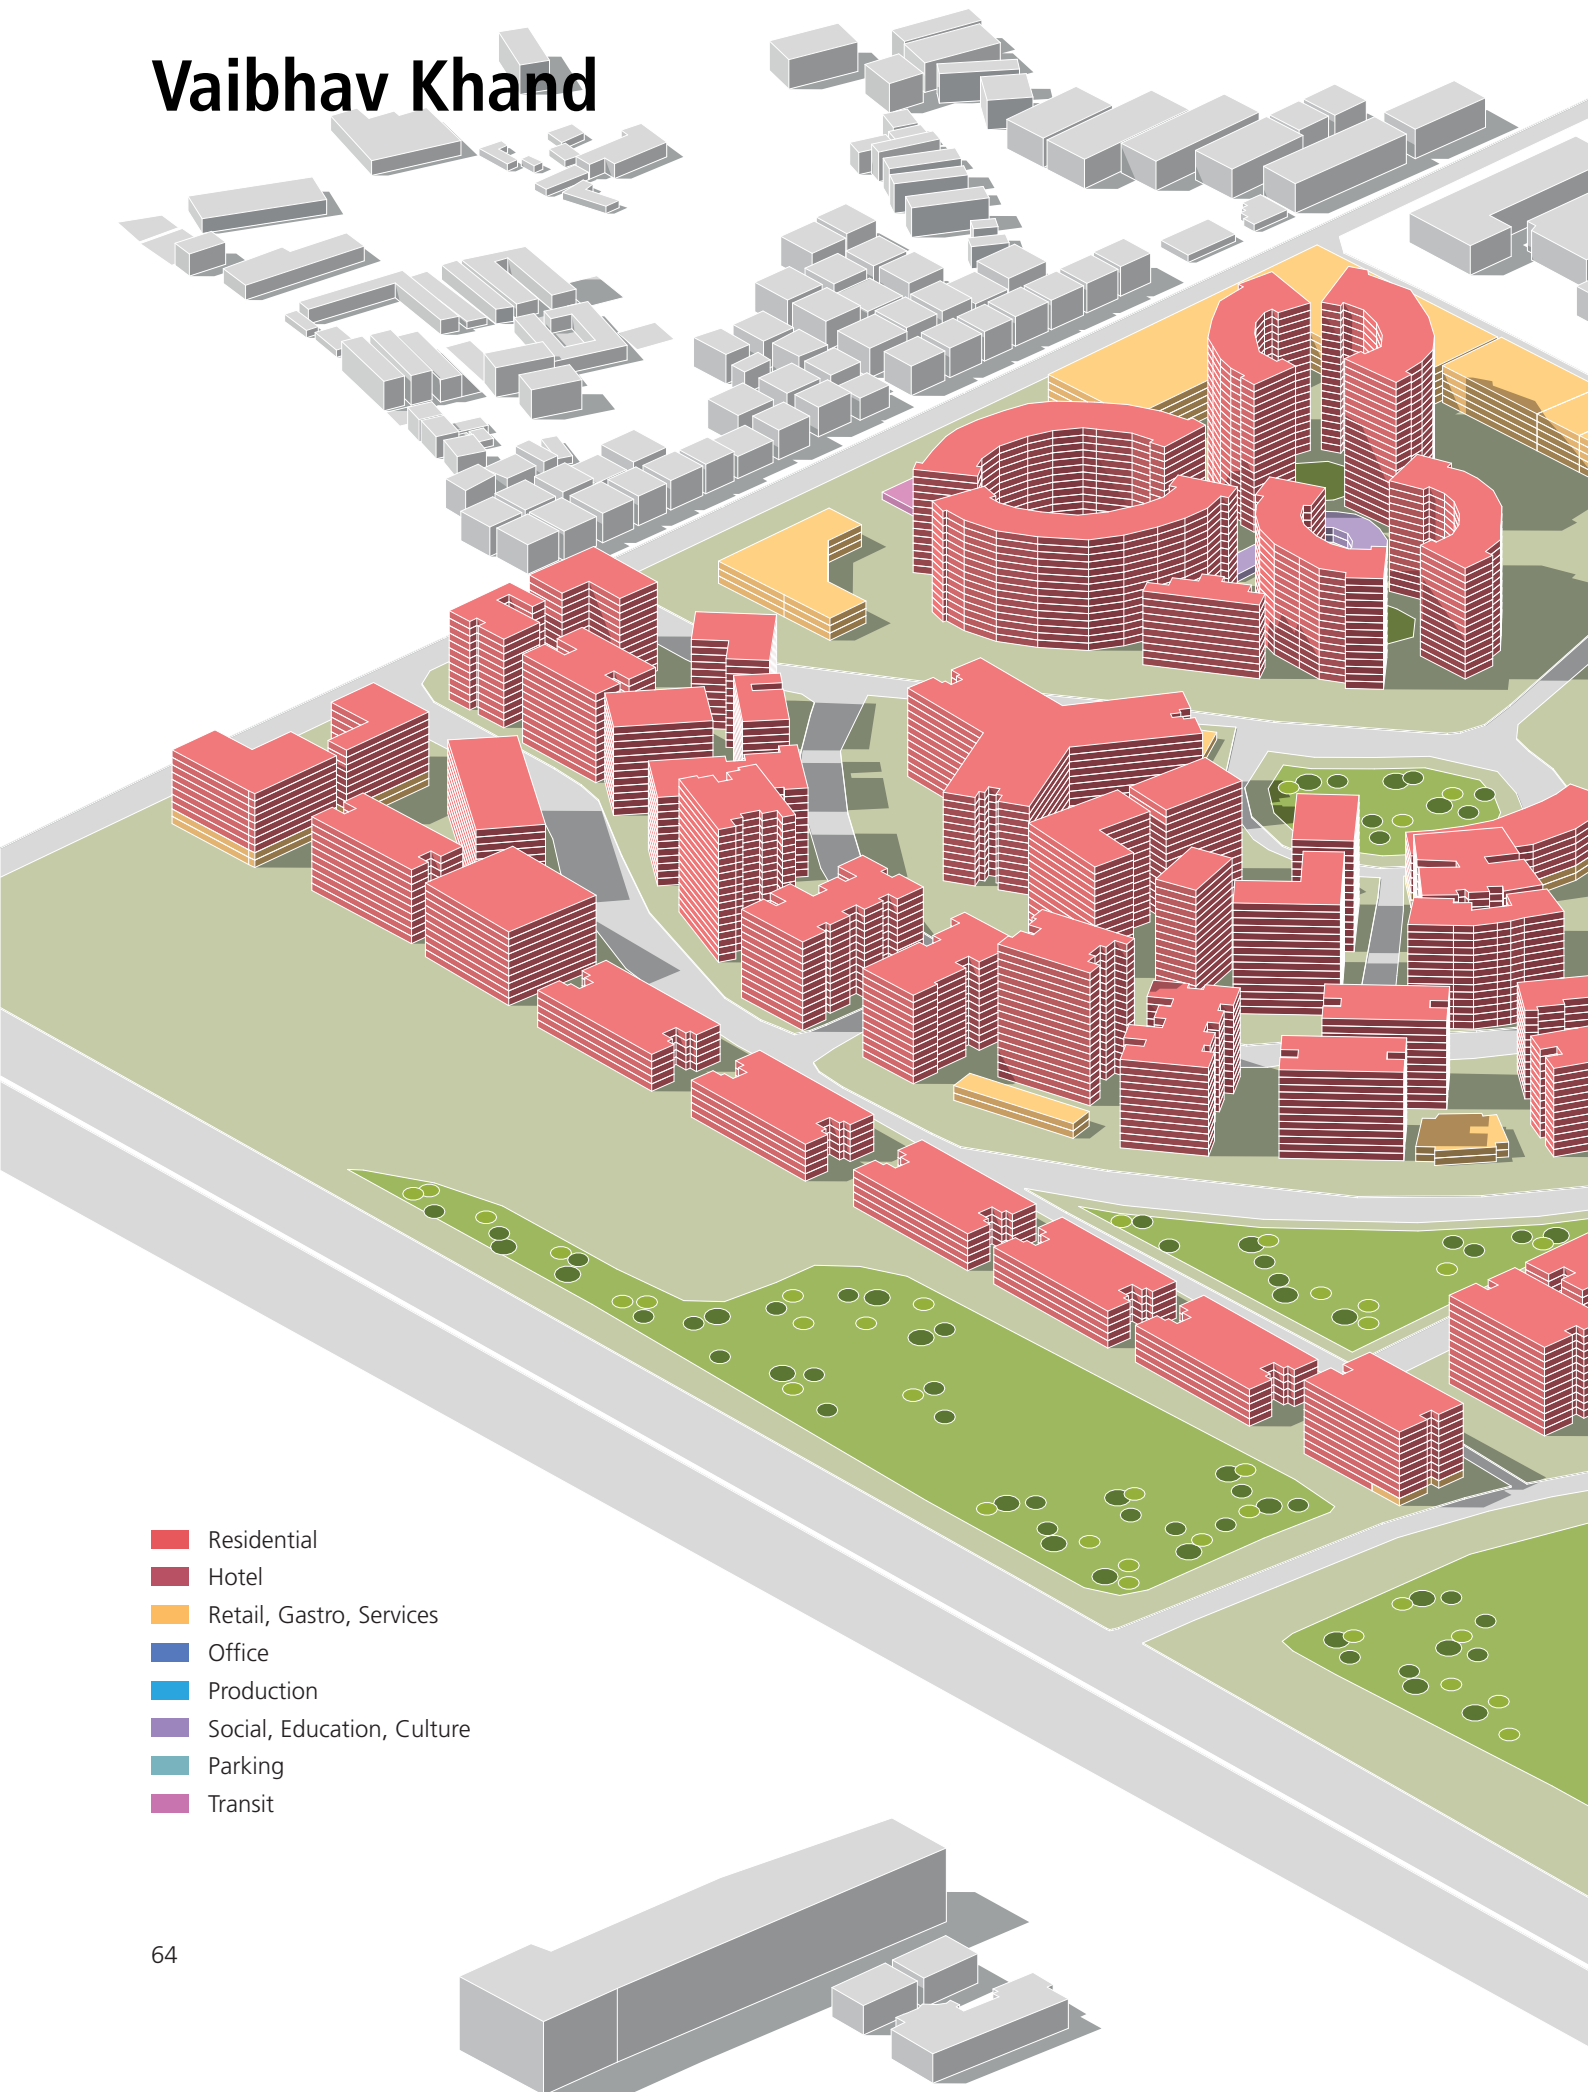 Vaibhav Khand
Residential
Hotel
Retail, Gastro, Services
Office
Production
Social, Education, Culture
Parking
Transit
64